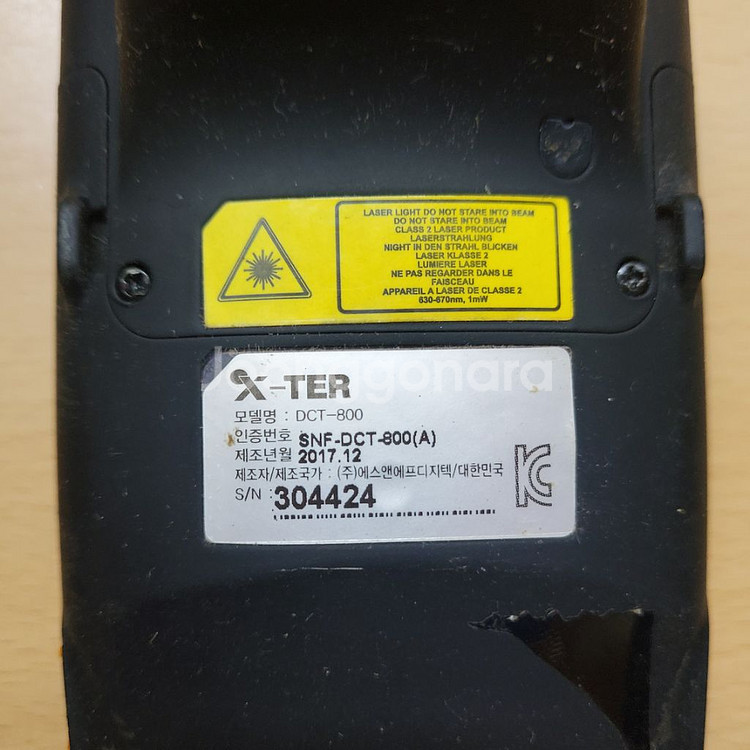 LASER LIGHT DO NOT STARE INTO BEAM
DO NOT STARE INTO BEAM
CLASS 2 LASER PRODUCT
LASERSTRAHLUNG
NIGHT IN DEN STRAHL BLICKEN
LASER KLASSE 2
LUMIERE LASER
NE PAS REGARDER DANS LE
FAISCEAU
APPAREIL A LASER DE CLASSE 2
630-670nm, 1mW
Joongonara
X-TER
모델명 : DCT-800
인증번호 : SNF-DCT-800(A)
제조년월 2017.12
제조자/제조국가 : (주)에스앤에프디지텍/대한민국
S/N : 304424